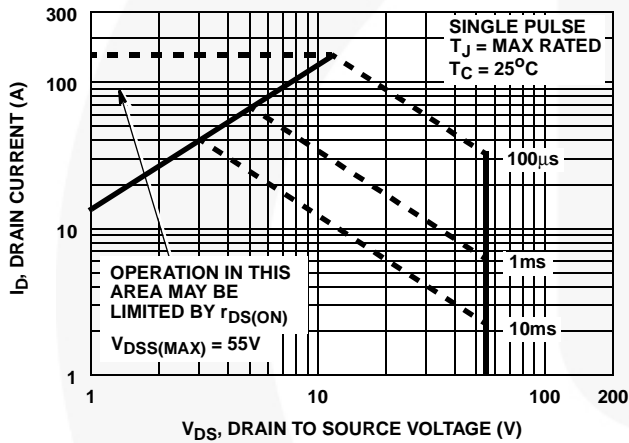 300
100
10
1
I_D, DRAIN CURRENT (A)
SINGLE PULSE
T_J = MAX RATED
T_C = 25°C
100μs
1ms
10ms
OPERATION IN THIS
AREA MAY BE
LIMITED BY r_DS(ON)
V_DSS(MAX) = 55V
1
10
100
200
V_DS, DRAIN TO SOURCE VOLTAGE (V)